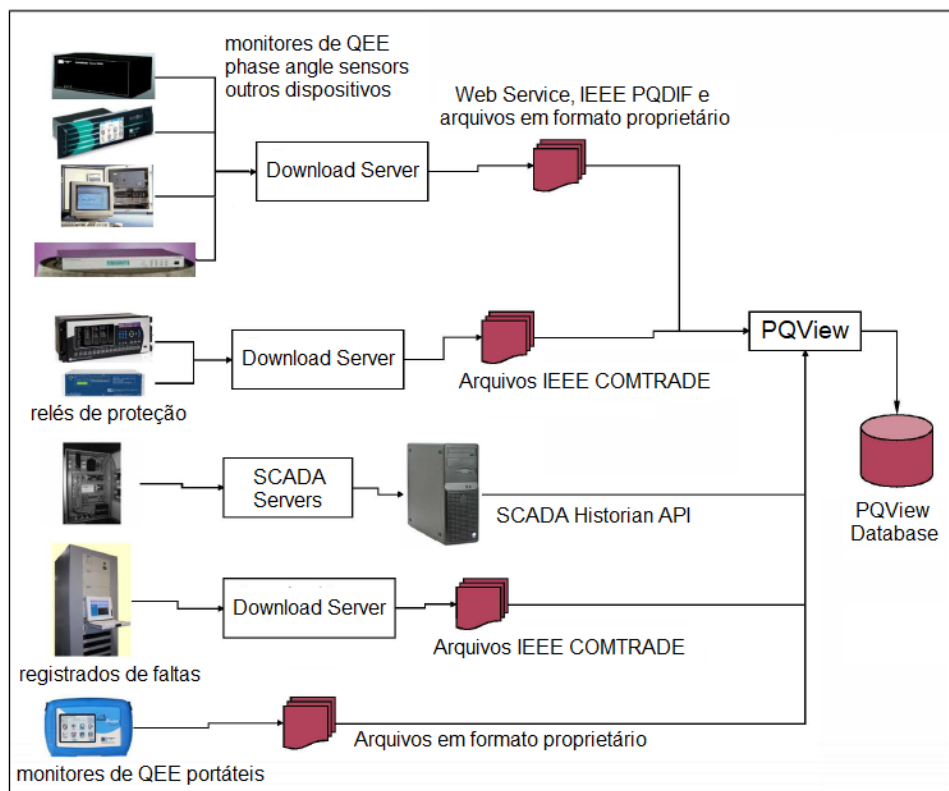 monitores de QEE
phase angle sensors
outros dispositivos
Web Service, IEEE PQDIF e
arquivos em formato proprietário
Download Server
PQView
Download Server
Arquivos IEEE COMTRADE
relés de proteção
SCADA
Servers
SCADA Historian API
PQView
Database
Download Server
Arquivos IEEE COMTRADE
registrados de faltas
Arquivos em formato proprietário
monitores de QEE portáteis